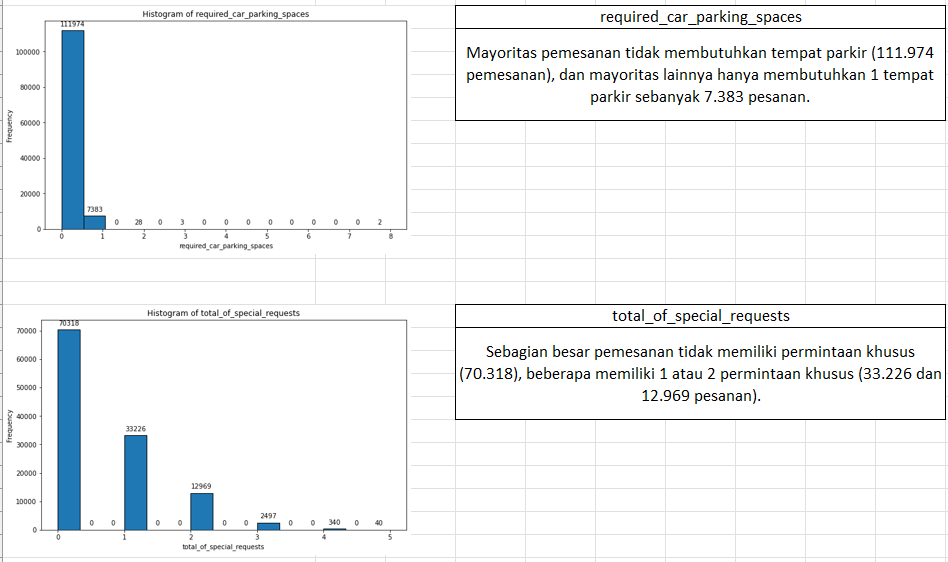 Histogram of required_car_parking_spaces
111974
100000
80000
60000
40000
20000
0
Frequency
7383
0 28 0 3 0 0 0 0 0 0 0 0 2
0 1 2 3 4 5 6 7 8
required_car_parking_spaces
required_car_parking_spaces
Mayoritas pemesanan tidak membutuhkan tempat parkir (111.974
pemesanan), dan mayoritas lainnya hanya membutuhkan 1 tempat
parkir sebanyak 7.383 pesanan.
Histogram of total_of_special_requests
70318
70000
60000
50000
40000
30000
20000
10000
0
Frequency
33226
12969
2497
0 0 0 0 0 0 0 0 340 0 40
0 1 2 3 4 5
total_of_special_requests
total_of_special_requests
Sebagian besar pemesanan tidak memiliki permintaan khusus
(70.318), beberapa memiliki 1 atau 2 permintaan khusus (33.226 dan
12.969 pesanan).